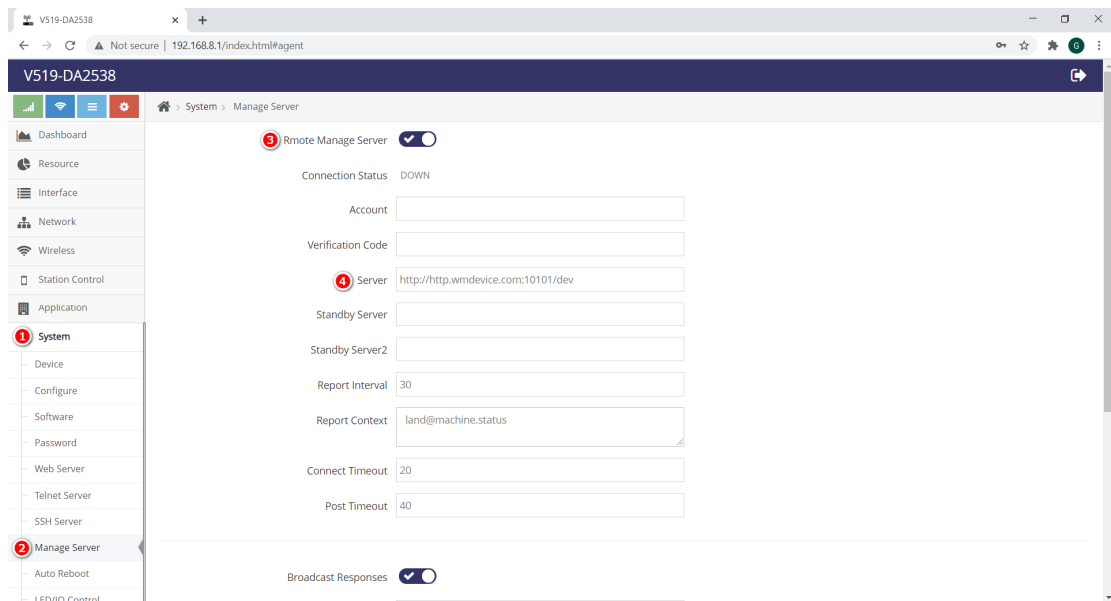 V519-DA2538
Not secure | 192.168.8.1/index.html#agent
G
V519-DA2538
System > Manage Server
Dashboard
Resource
Interface
Network
Wireless
Station Control
Application
1 System
Device
Configure
Software
Password
Web Server
Telnet Server
SSH Server
2 Manage Server
Auto Reboot
LED/IO Control
3 Rmote Manage Server
Connection Status DOWN
Account
Verification Code
4 Server http://http.wmdevice.com:10101/dev
Standby Server
Standby Server2
Report Interval 30
Report Context land@machine.status
Connect Timeout 20
Post Timeout 40
Broadcast Responses